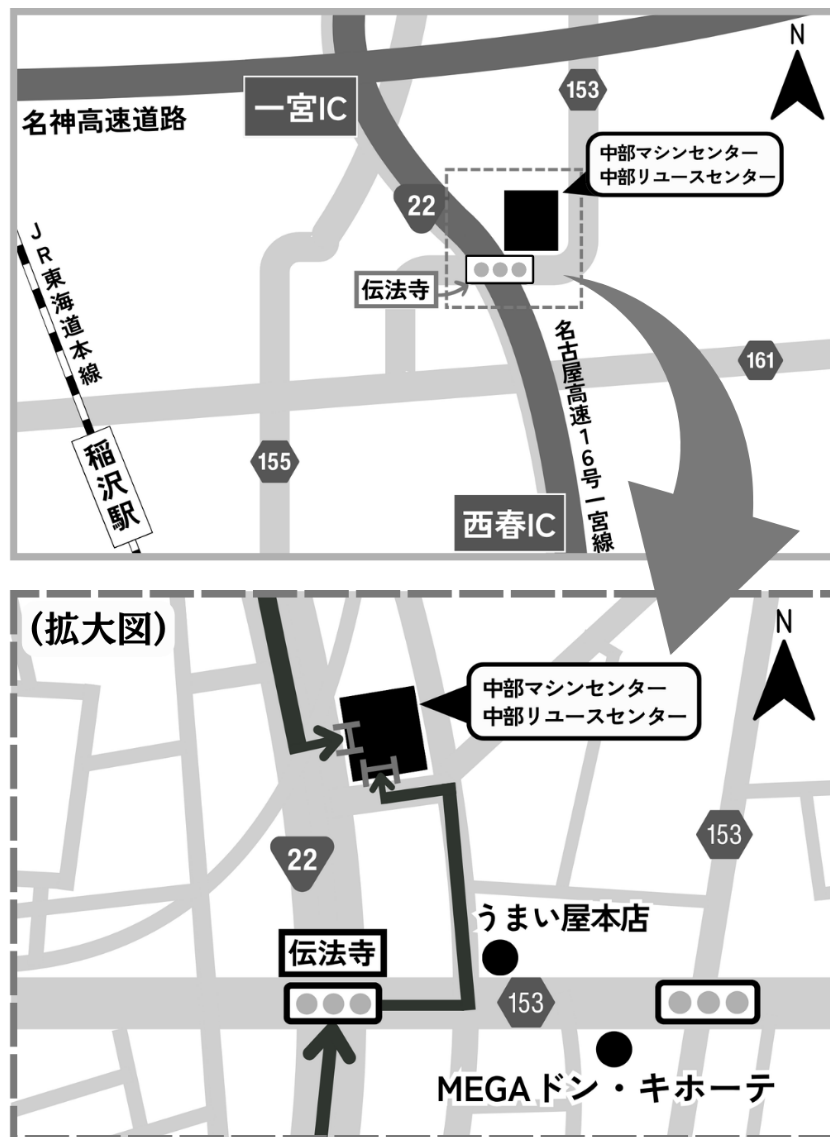 N
153
一宮IC
名神高速道路
中部マシンセンター
中部リユースセンター
22
JR東海道本線
伝法寺
名古屋高速16号一宮線
161
稲沢駅
155
西春IC
(拡大図)
N
中部マシンセンター
中部リユースセンター
153
22
うまい屋本店
伝法寺
153
MEGAドン・キホーテ